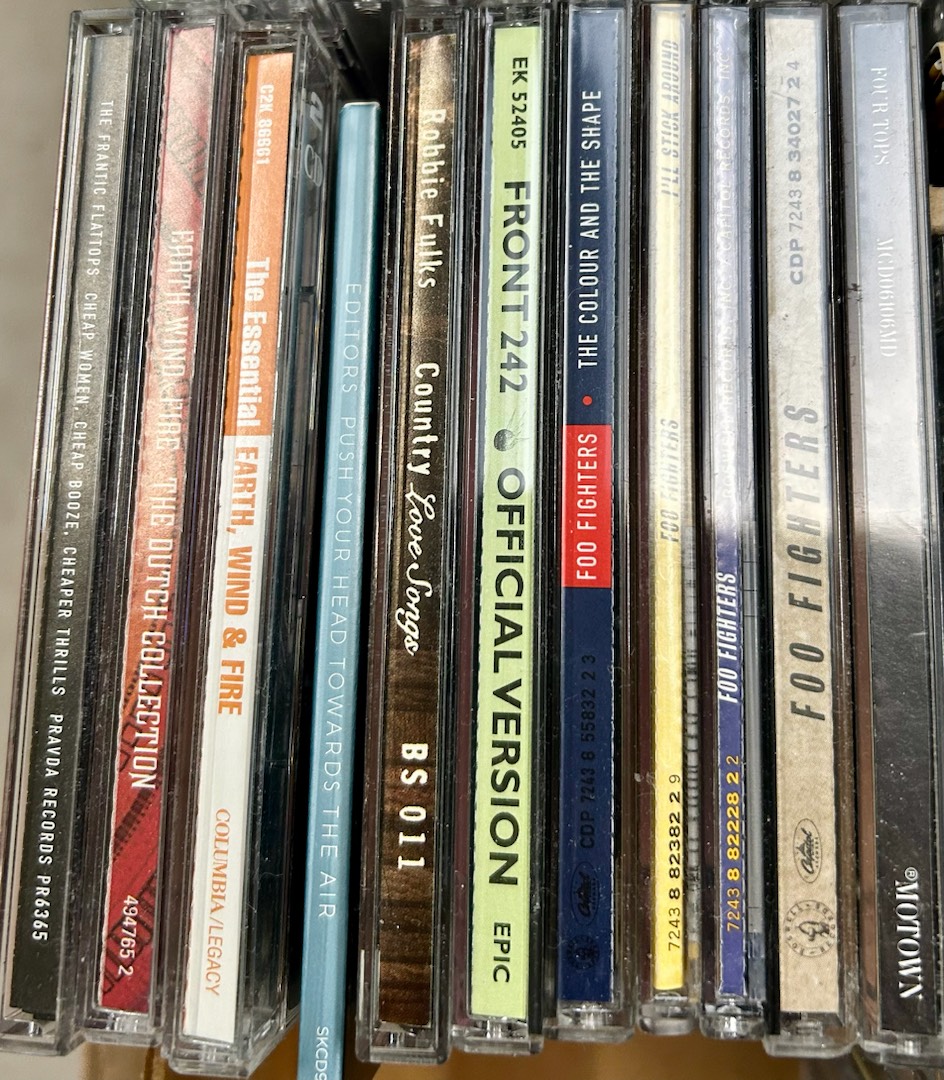 THE FRANTIC FLATTOPS CHEAP WOMEN, CHEAP BOOZE, CHEAPER THRILLS PRAVDA RECORDS PR6365
EARTH WIND & FIRE THE DUTCH COLLECTION 494765 2
C2K 86661 The Essential EARTH, WIND & FIRE COLUMBIA/LEGACY
EDITORS PUSH YOUR HEAD TOWARDS THE AIR
Robbie Fulks Country Love Songs BS 011
EK 52405 FRONT 242 OFFICIAL VERSION EPIC
FOO FIGHTERS • THE COLOUR AND THE SHAPE
CDP 7243 8 55832 2 3
7243 8 82382 2 9 FOO FIGHTERS I'LL STICK AROUND
7243 8 82228 2 2 FOO FIGHTERS
FOO FIGHTERS CDP 7243 8 34027 2 4
Capitol
FOUR TOPS MCD06106MD ®MOTOWN